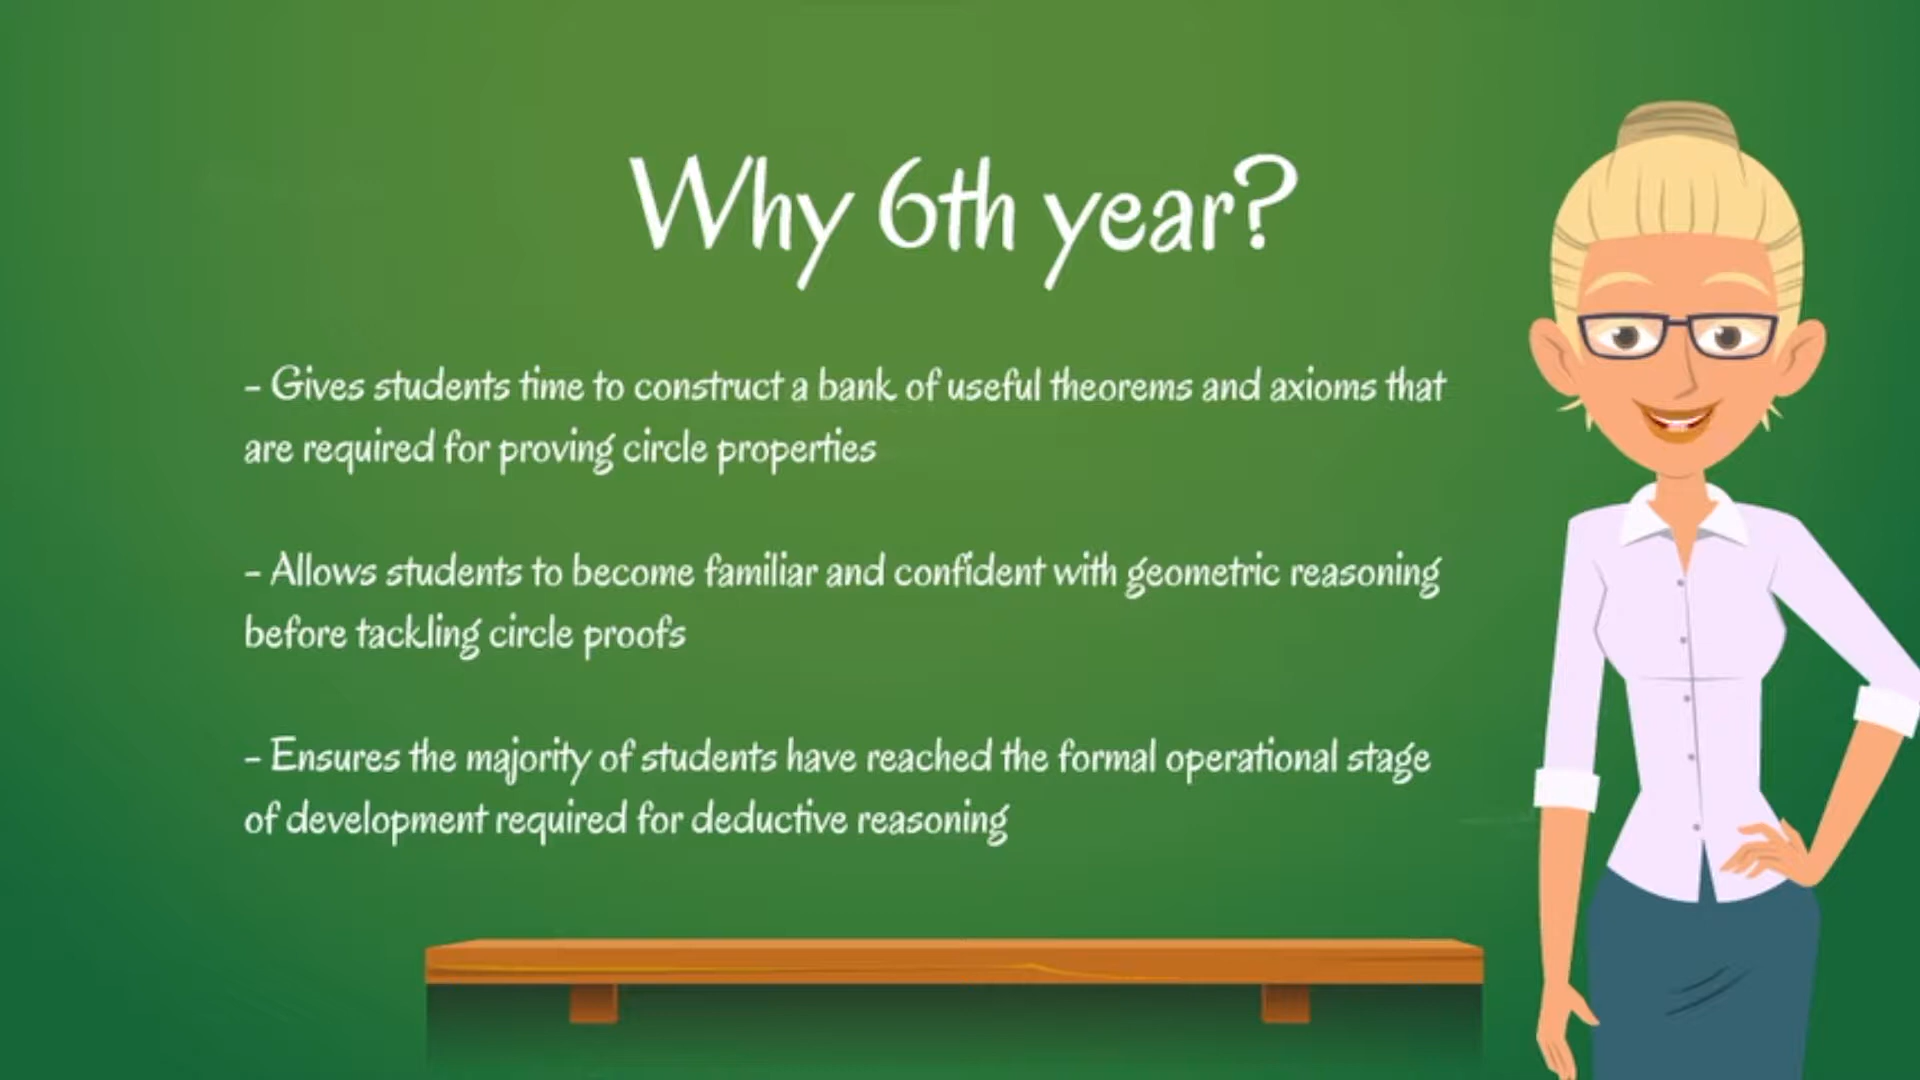 Why 6th year?
- Gives students time to construct a bank of useful theorems and axioms that
are required for proving circle properties
- Allows students to become familiar and confident with geometric reasoning
before tackling circle proofs
- Ensures the majority of students have reached the formal operational stage
of development required for deductive reasoning